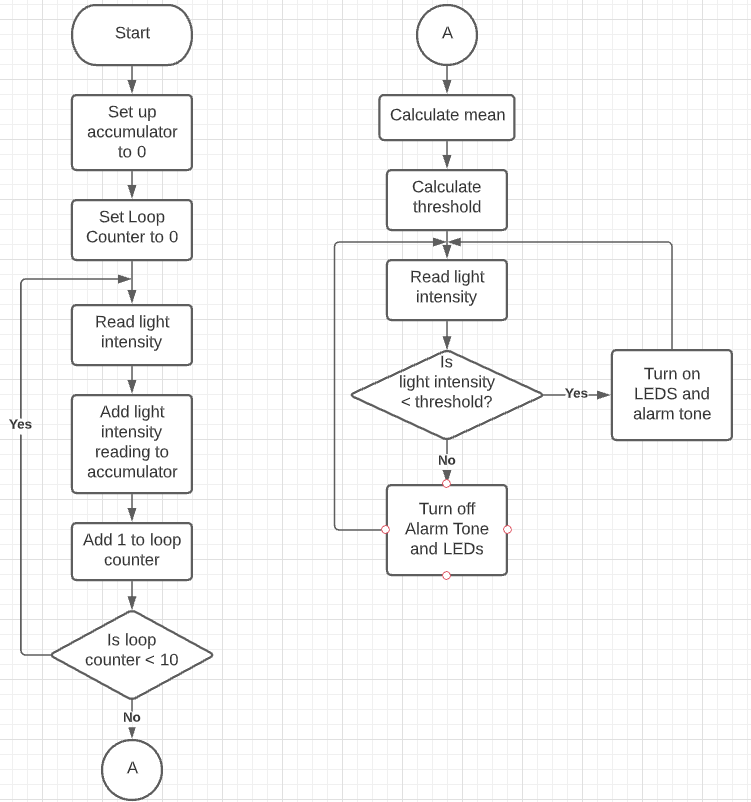 Start
Set up
accumulator
to 0
Set Loop
Counter to 0
Read light
intensity
Yes
Add light
intensity
reading to
accumulator
Add 1 to loop
counter
Is loop
counter < 10
No
A
A
Calculate mean
Calculate
threshold
Read light
intensity
Is
light intensity
< threshold?
Yes
Turn on
LEDS and
alarm tone
No
Turn off
Alarm Tone
and LEDs